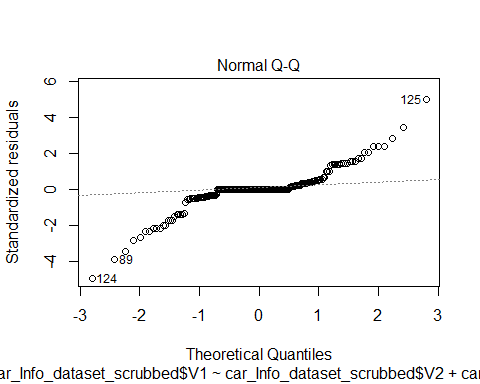 Normal Q-Q
6
4
2
0
-2
-4
Standardized residuals
125
89
124
-3 -2 -1 0 1 2 3
Theoretical Quantiles
ar_Info_dataset_scrubbed$V1 ~ car_Info_dataset_scrubbed$V2 + car